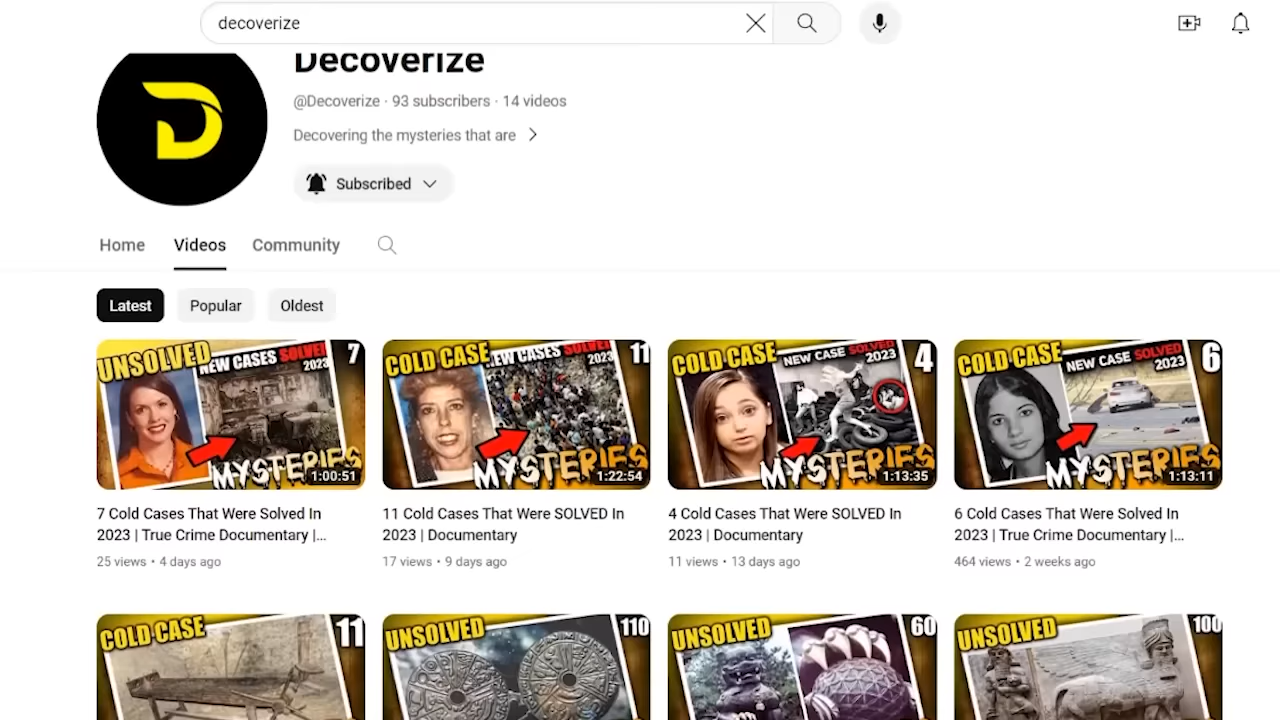 decoverize
Decoverize
@Decoverize · 93 subscribers · 14 videos
Decovering the mysteries that are
Subscribed
Home Videos Community
Latest Popular Oldest
UNSOLVED NEW CASES SOLVED 2023 7
MYSTERIES
1:00:51
COLD CASE NEW CASES SOLVED 2023 11
MYSTERIES
1:22:54
COLD CASE NEW CASE SOLVED 2023 4
MYSTERIES
1:13:35
COLD CASE NEW CASE SOLVED 2023 6
MYSTERIES
1:13:11
7 Cold Cases That Were Solved In
2023 | True Crime Documentary |...
25 views • 4 days ago
11 Cold Cases That Were SOLVED In
2023 | Documentary
17 views • 9 days ago
4 Cold Cases That Were SOLVED In
2023 | Documentary
11 views • 13 days ago
6 Cold Cases That Were Solved In
2023 | True Crime Documentary |...
464 views • 2 weeks ago
COLD CASE 11
UNSOLVED 110
UNSOLVED 60
UNSOLVED 100